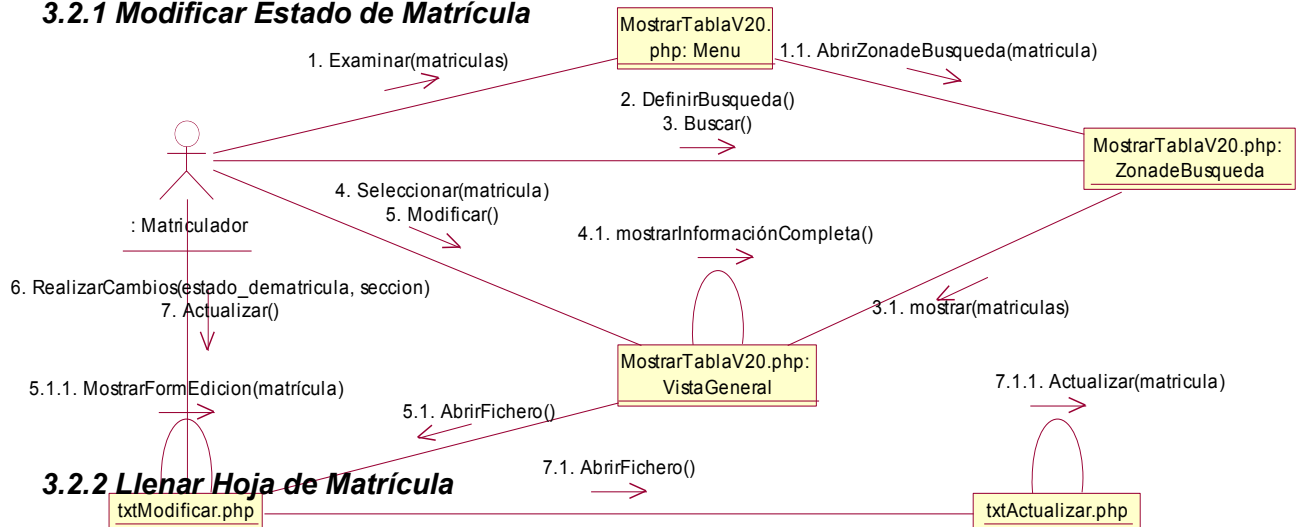 3.2.1 Modificar Estado de Matrícula
MostrarTablaV20.
php: Menu
1. Examinar(matriculas)
1.1. AbrirZonadeBusqueda(matricula)
2. DefinirBusqueda()
3. Buscar()
MostrarTablaV20.php:
ZonadeBusqueda
: Matriculador
4. Seleccionar(matricula)
5. Modificar()
4.1. mostrarInformaciónCompleta()
6. RealizarCambios(estado_dematricula, seccion)
7. Actualizar()
3.1. mostrar(matriculas)
MostrarTablaV20.php:
VistaGeneral
5.1.1. MostrarFormEdicion(matrícula)
5.1. AbrirFichero()
7.1.1. Actualizar(matricula)
7.1. AbrirFichero()
3.2.2 Llenar Hoja de Matrícula
txtModificar.php
txtActualizar.php